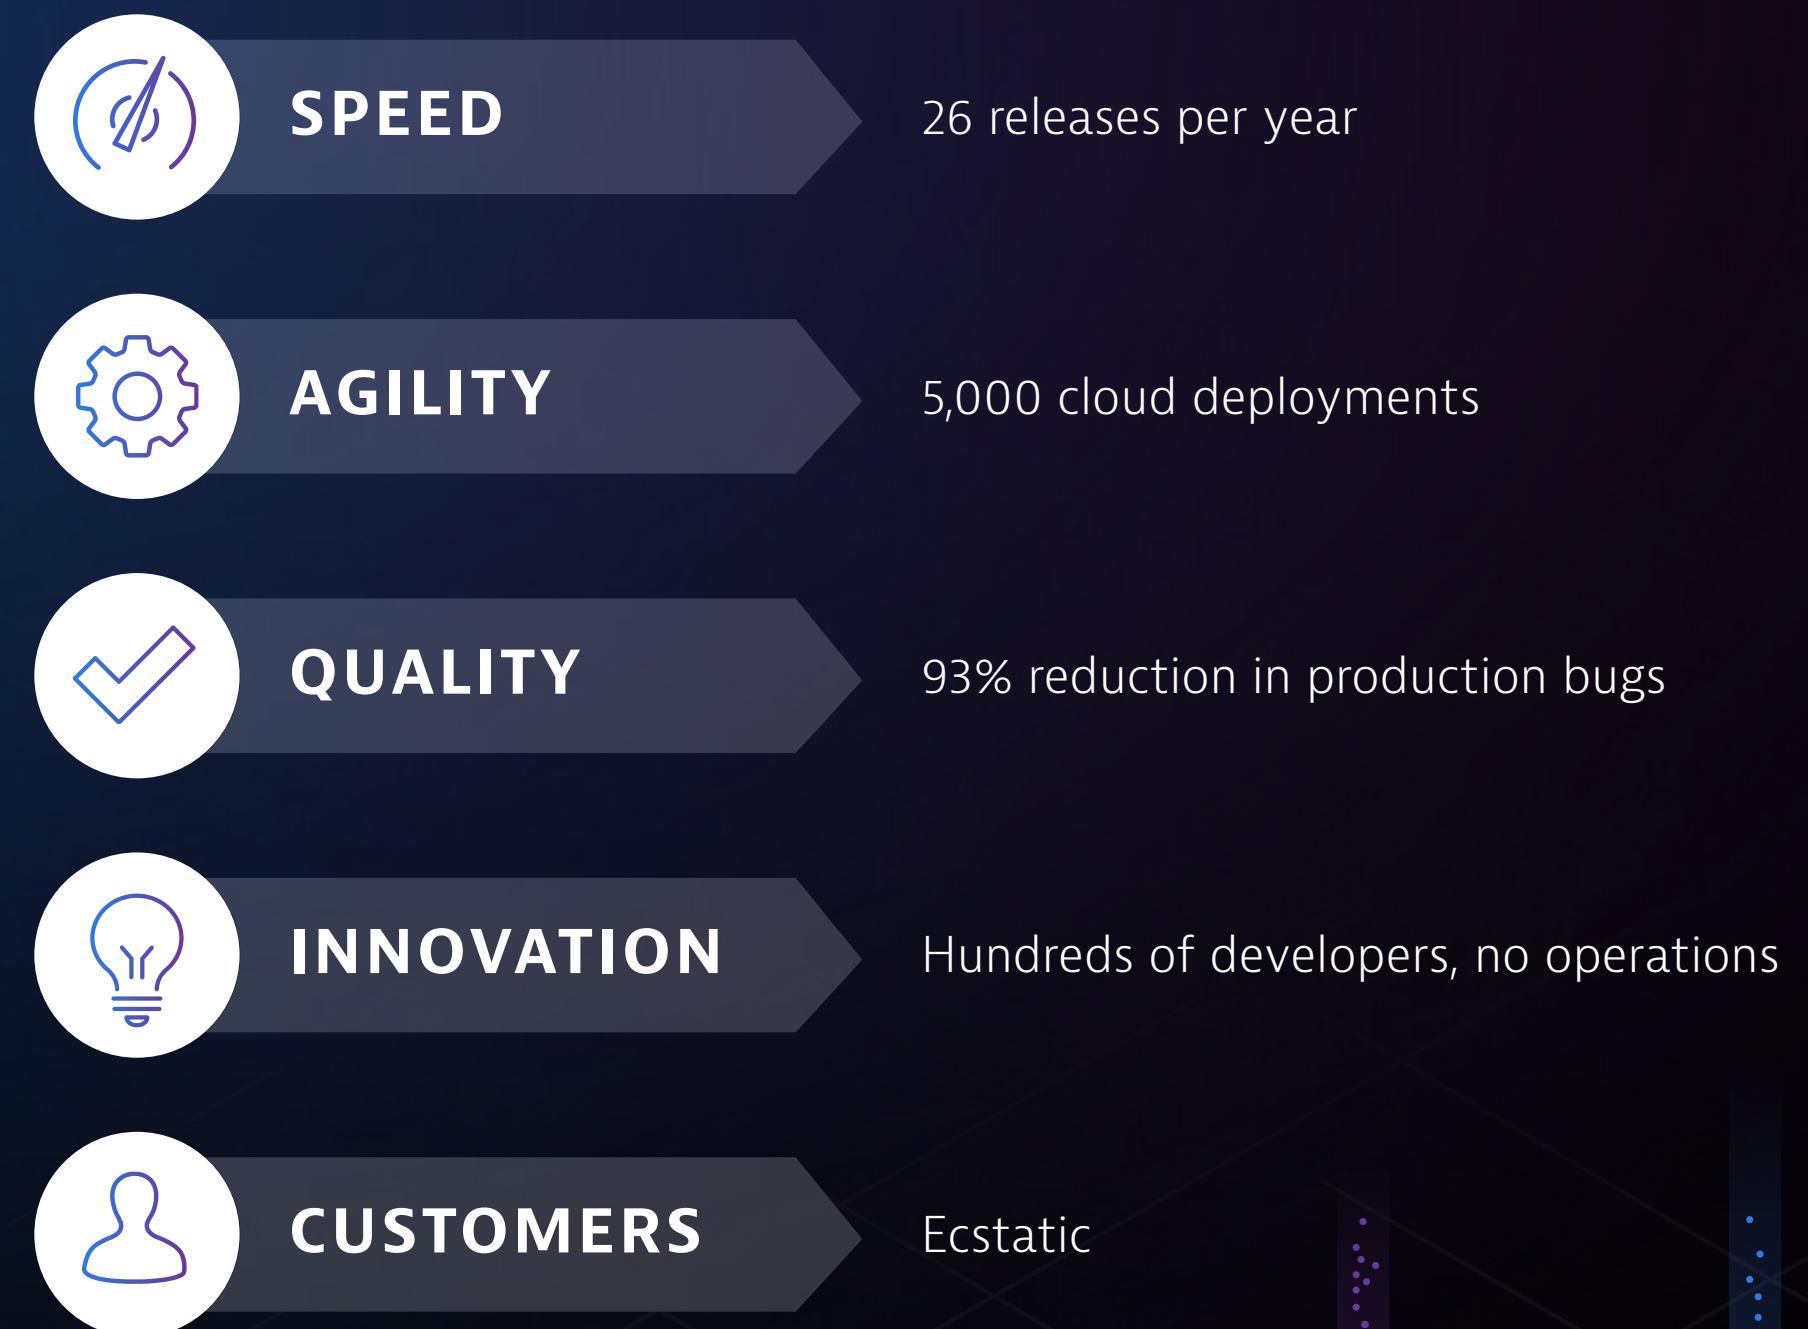 SPEED
26 releases per year
AGILITY
5,000 cloud deployments
QUALITY
93% reduction in production bugs
INNOVATION
Hundreds of developers, no operations
CUSTOMERS
Ecstatic